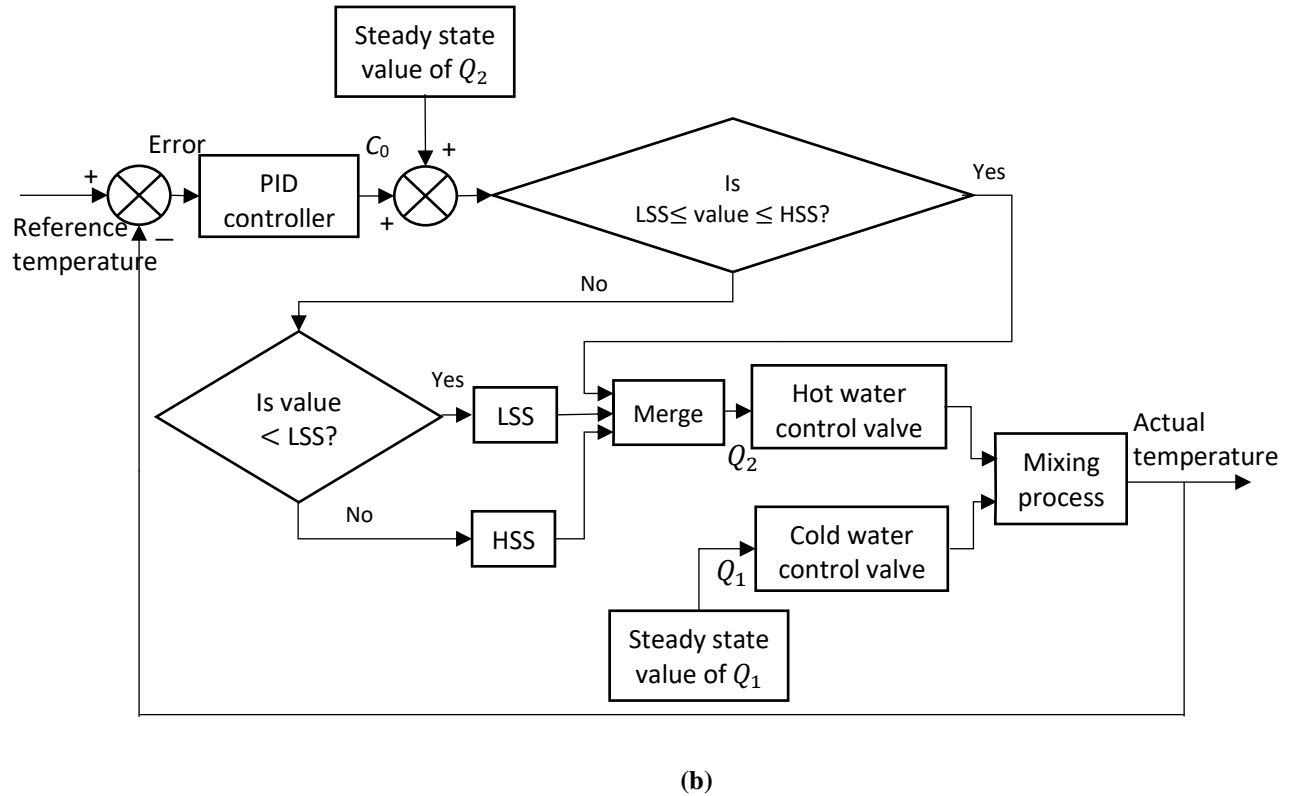 Steady state
value of Q₂
Error
C₀
+
+
PID
controller
+
Is
LSS≤ value ≤ HSS?
Yes
Reference
temperature
−
No
Is value
< LSS?
Yes
LSS
Merge
Q₂
Hot water
control valve
Mixing
process
Actual
temperature
No
HSS
Q₁
Cold water
control valve
Steady state
value of Q₁
(b)